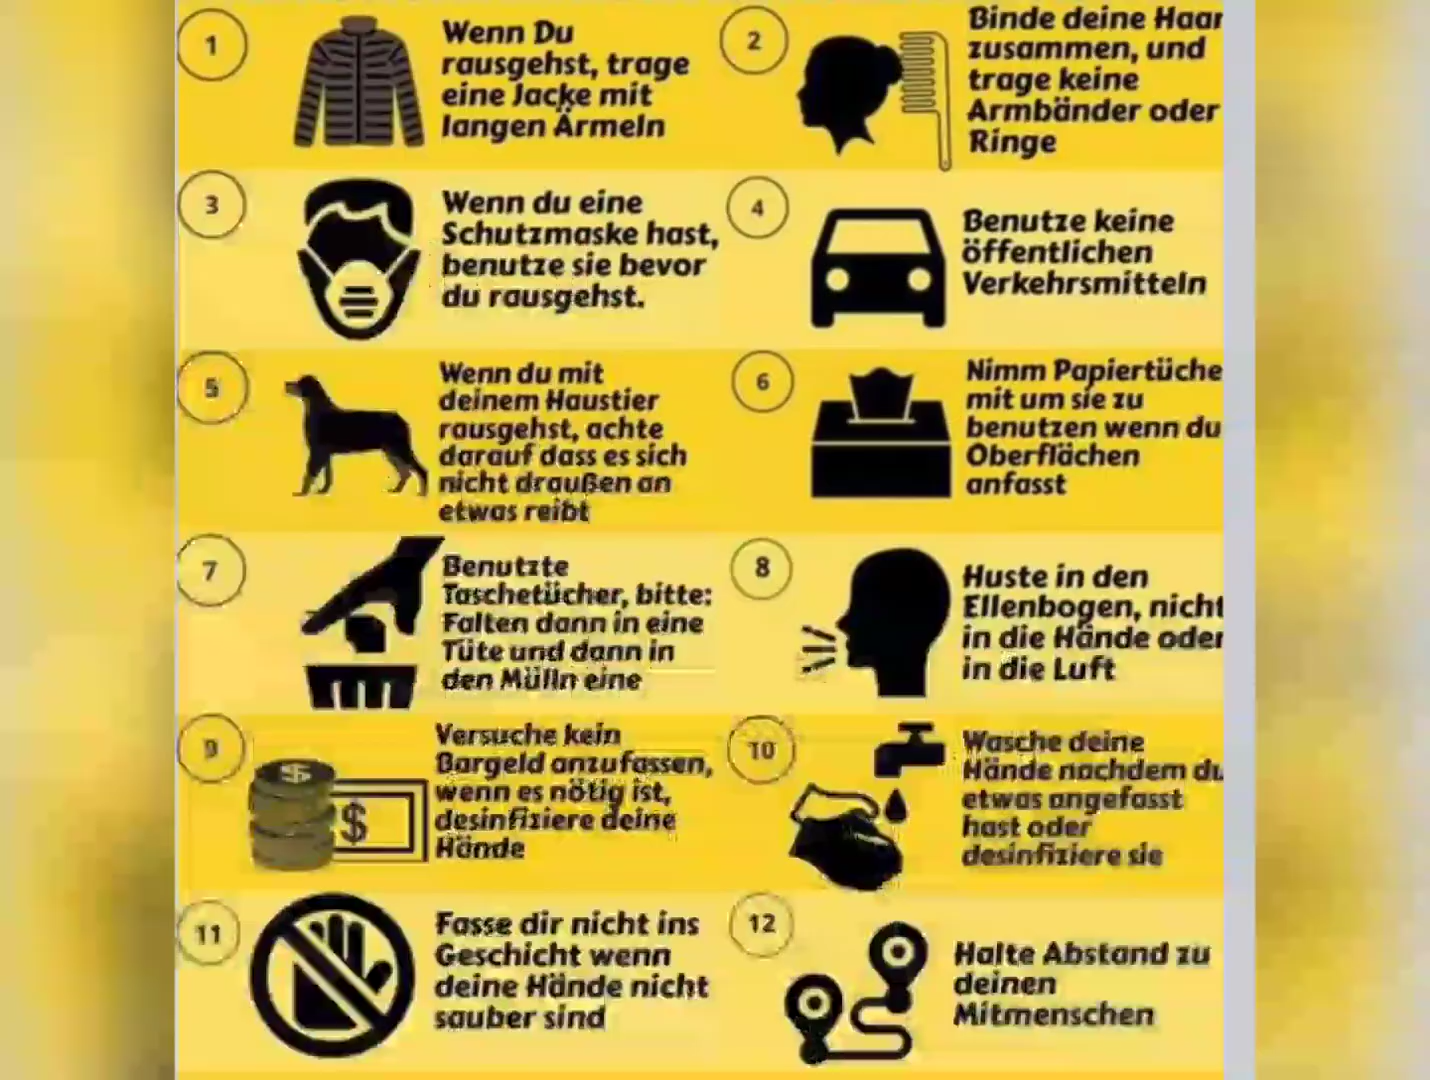 1
Wenn Du
rausgehst, trage
eine Jacke mit
langen Ärmeln
2
Binde deine Haar
zusammen, und
trage keine
Armbänder oder
Ringe
3
Wenn du eine
Schutzmaske hast,
benutze sie bevor
du rausgehst.
4
Benutze keine
öffentlichen
Verkehrsmitteln
5
Wenn du mit
deinem Haustier
rausgehst, achte
darauf dass es sich
nicht draußen an
etwas reibt
6
Nimm Papiertüche
mit um sie zu
benutzen wenn du
Oberflächen
anfasst
7
Benutzte
Taschetücher, bitte:
Falten dann in eine
Tüte und dann in
den Mülln eine
8
Huste in den
Ellenbogen, nicht
in die Hände oder
in die Luft
9
$
$
Versuche kein
Bargeld anzufassen,
wenn es nötig ist,
desinfiziere deine
Hände
10
Wasche deine
Hände nachdem du
etwas angefasst
hast oder
desinfiziere sie
11
Fasse dir nicht ins
Geschicht wenn
deine Hände nicht
sauber sind
12
Halte Abstand zu
deinen
Mitmenschen